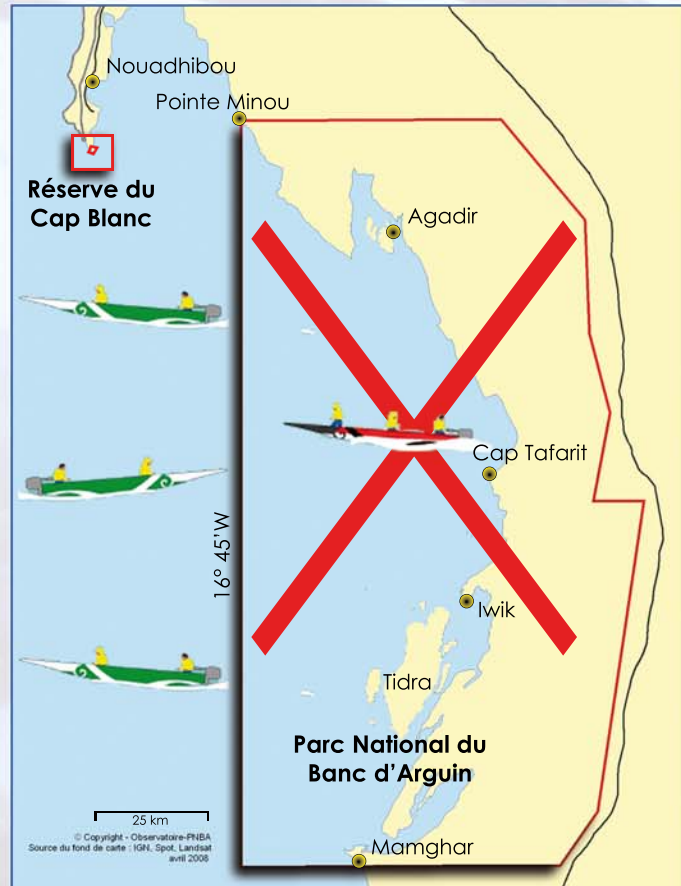 Nouadhibou
Pointe Minou
Réserve du
Cap Blanc
Agadir
Cap Tafarit
16° 45'W
Iwik
Tidra
Parc National du
Banc d'Arguin
25 km
© Copyright - Observatoire-PNBA
Source du fond de carte : IGN, Spot, Landsat
avril 2008
Mamghar